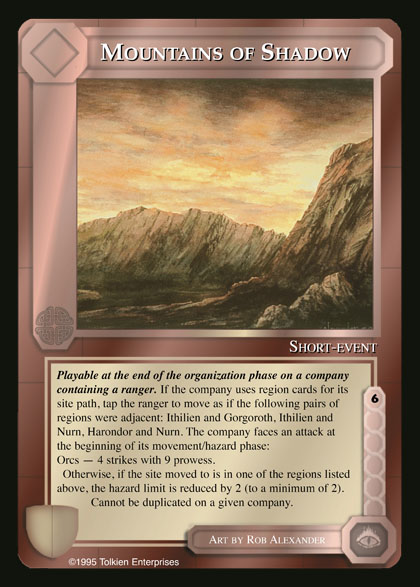 Mountains of Shadow
Short-event
Playable at the end of the organization phase on a company
containing a ranger. If the company uses region cards for its
site path, tap the ranger to move as if the following pairs of
regions were adjacent: Ithilien and Gorgoroth, Ithilien and
Nurn, Harondor and Nurn. The company faces an attack at
the beginning of its movement/hazard phase:
Orcs — 4 strikes with 9 prowess.
Otherwise, if the site moved to is in one of the regions listed
above, the hazard limit is reduced by 2 (to a minimum of 2).
Cannot be duplicated on a given company.
6
Art by Rob Alexander
©1995 Tolkien Enterprises